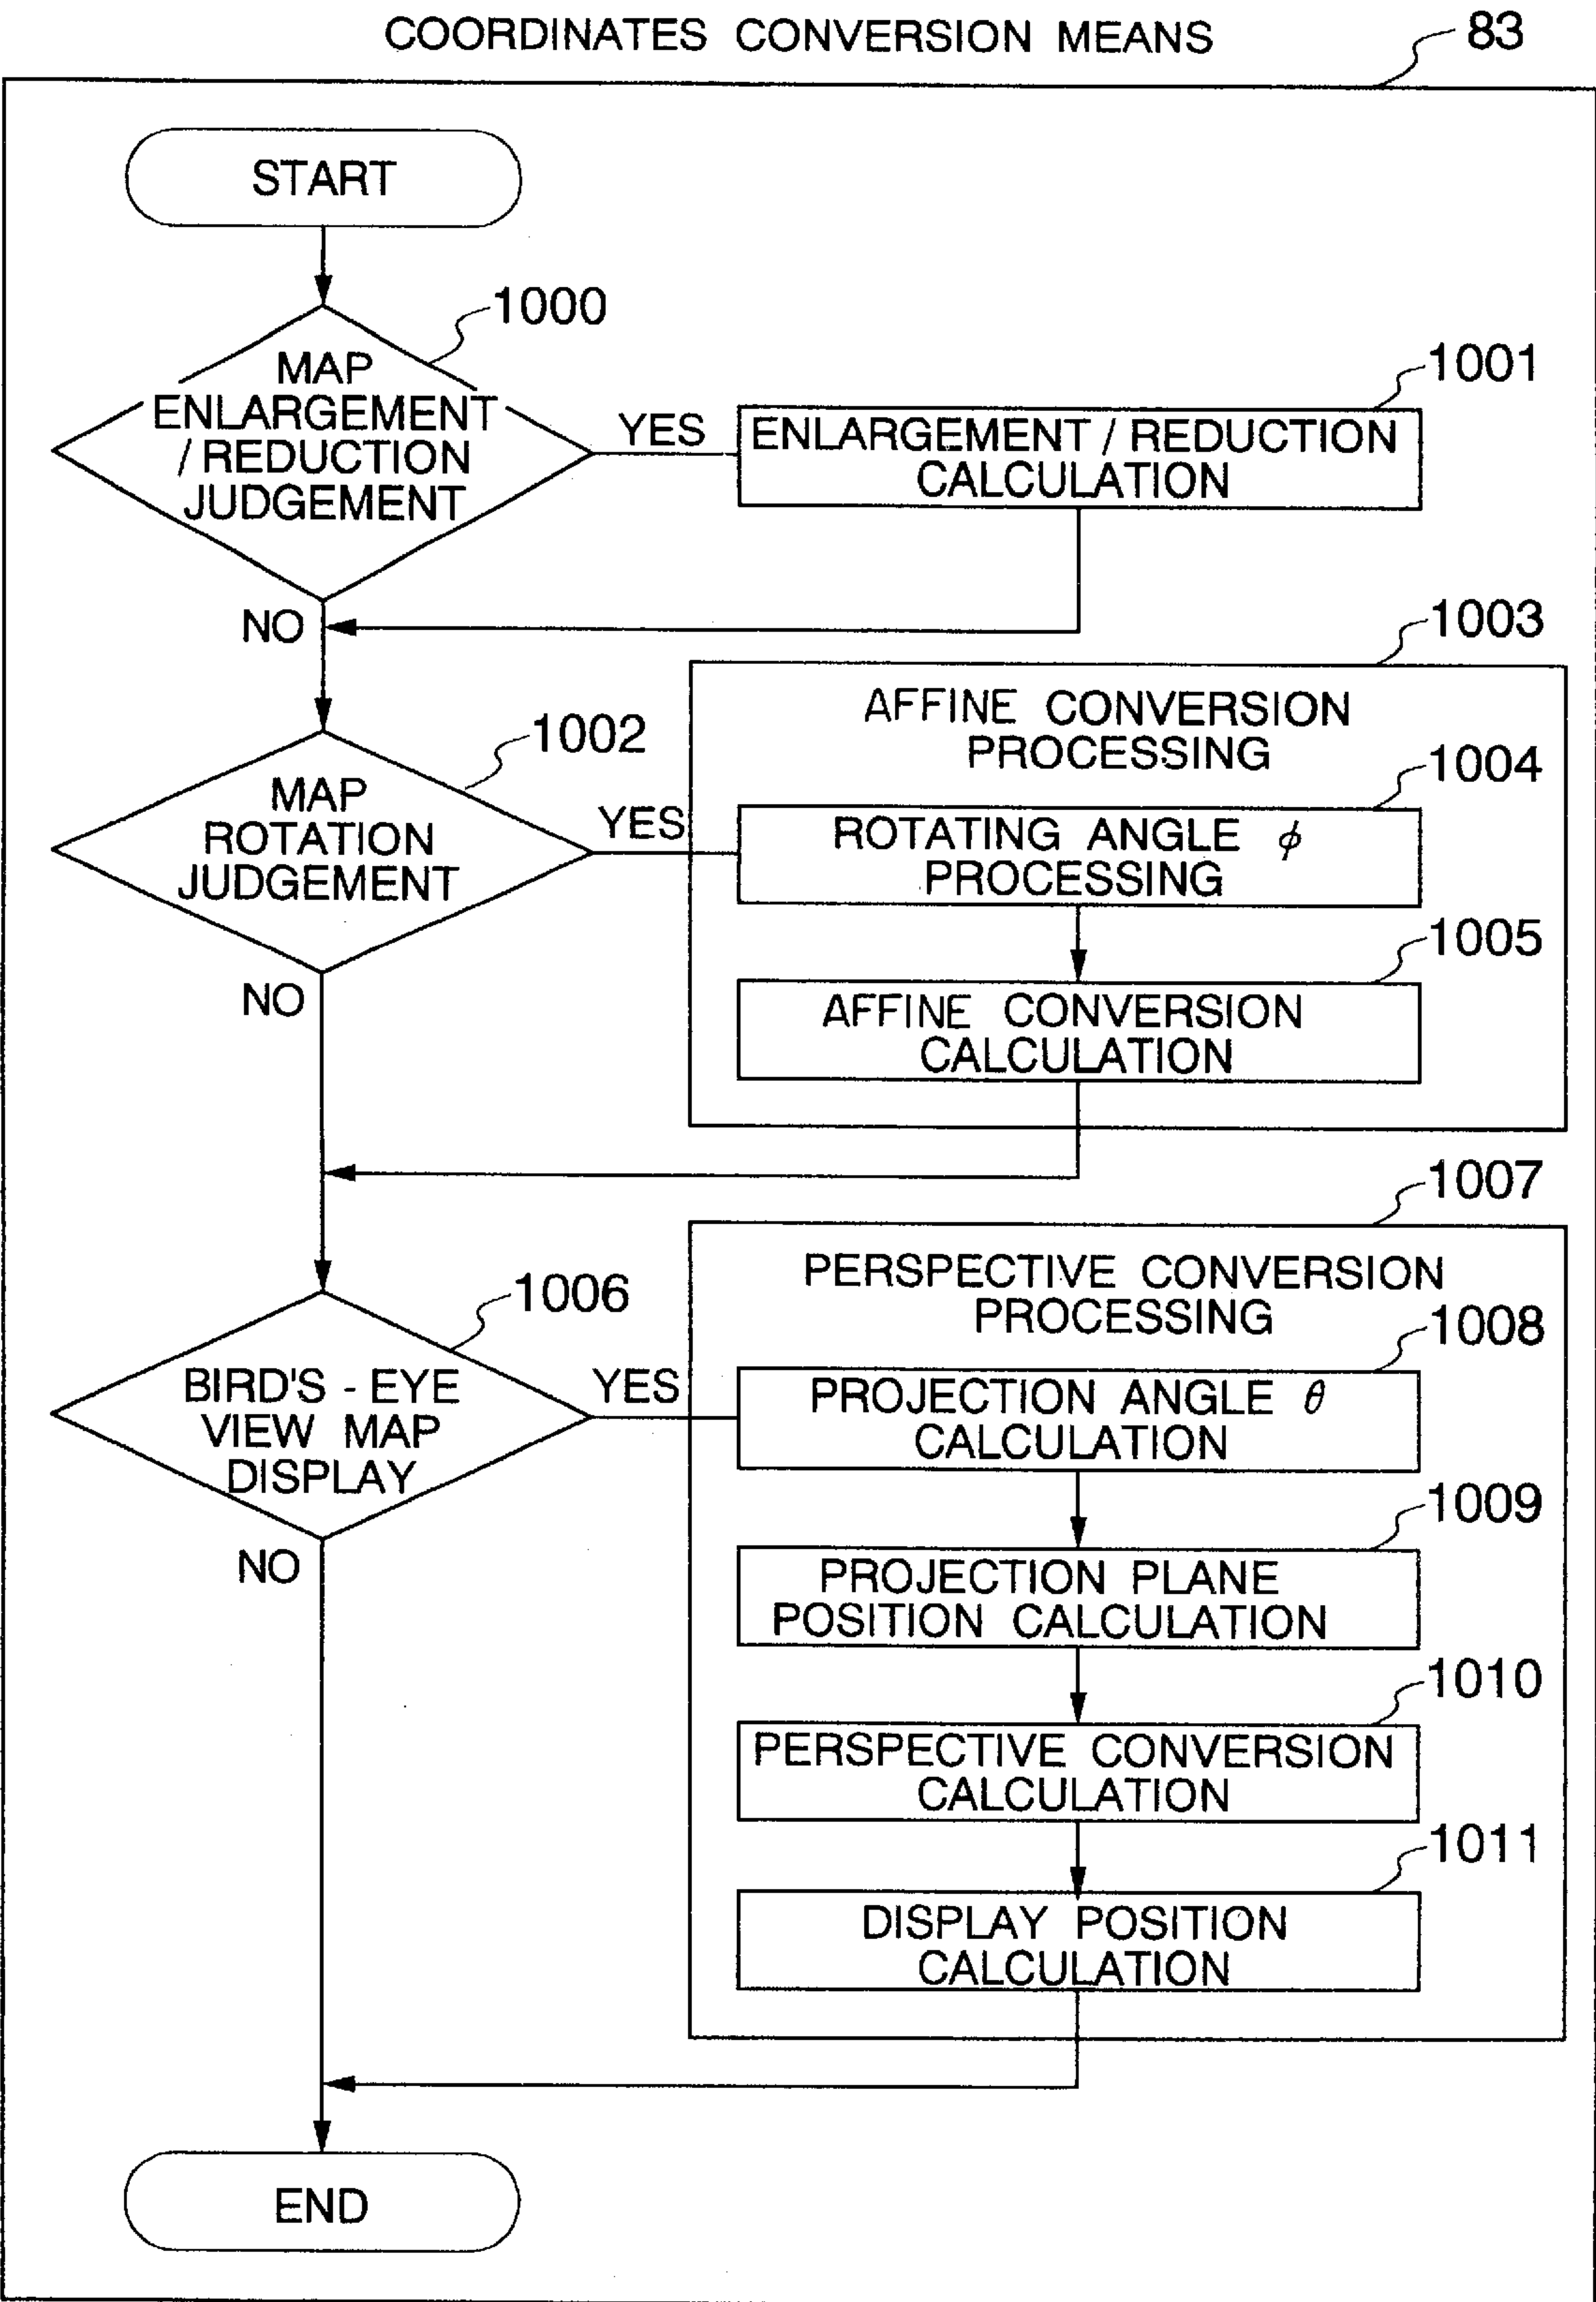 COORDINATES CONVERSION MEANS
83
START
1000
MAP
ENLARGEMENT
/ REDUCTION
JUDGEMENT
YES
1001
ENLARGEMENT / REDUCTION
CALCULATION
NO
1002
MAP
ROTATION
JUDGEMENT
YES
1003
AFFINE CONVERSION
PROCESSING
1004
ROTATING ANGLE ϕ
PROCESSING
1005
AFFINE CONVERSION
CALCULATION
NO
1006
BIRD'S - EYE
VIEW MAP
DISPLAY
YES
1007
PERSPECTIVE CONVERSION
PROCESSING
1008
PROJECTION ANGLE θ
CALCULATION
1009
PROJECTION PLANE
POSITION CALCULATION
1010
PERSPECTIVE CONVERSION
CALCULATION
1011
DISPLAY POSITION
CALCULATION
NO
END